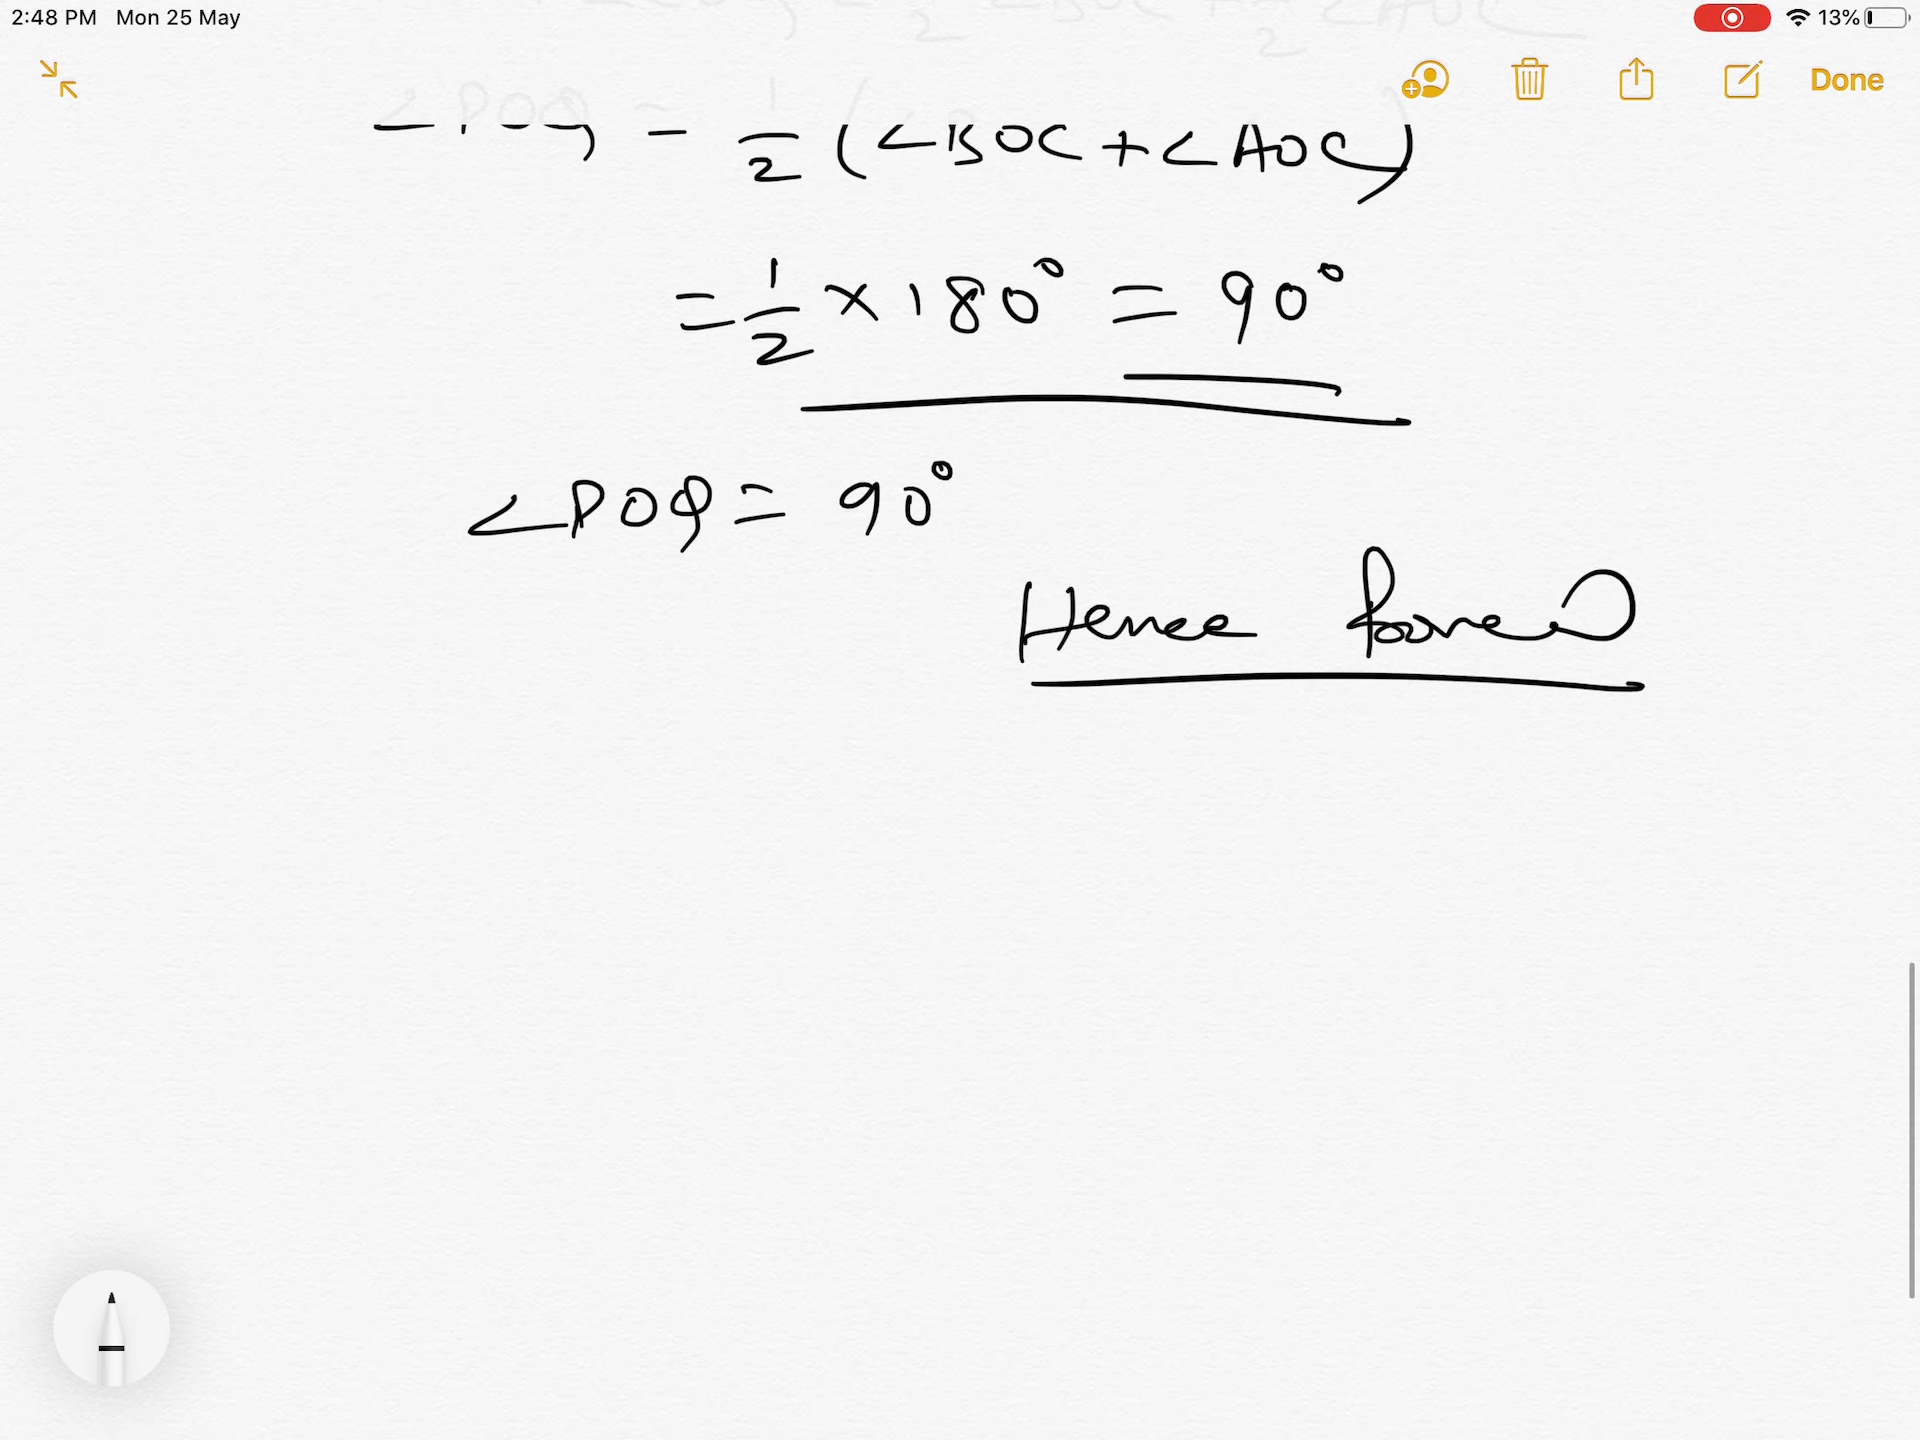 2:48 PM Mon 25 May 13%
Done
∠POQ = 1/2 (∠BOC + ∠AOC)
= 1/2 × 180° = 90°
∠POQ = 90°
Hence Proved